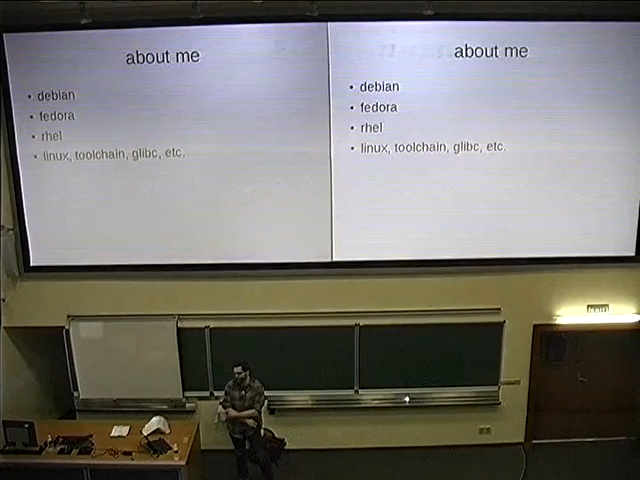 about me
• debian
• fedora
• rhel
• linux, toolchain, glibc, etc.
about me
• debian
• fedora
• rhel
• linux, toolchain, glibc, etc.